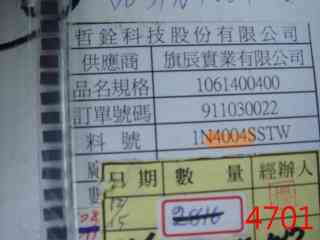 哲銓科技股份有限公司
供應商 旗辰實業有限公司
品名規格 1061400400
訂單號碼 911030022
料號 1N4004SSTW
日期 數量 經辦人
12/15
4701